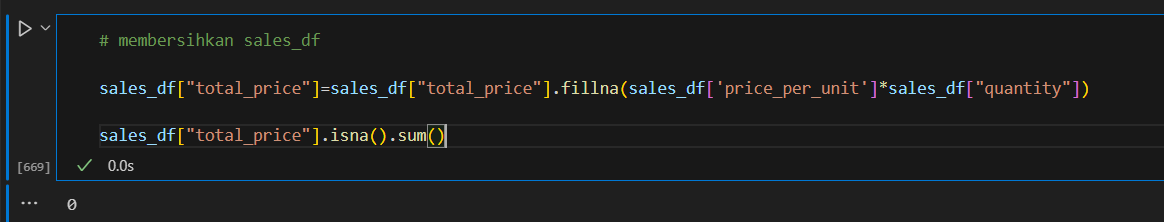 # membersihkan sales_df
sales_df["total_price"]=sales_df["total_price"].fillna(sales_df['price_per_unit']*sales_df["quantity"])
sales_df["total_price"].isna().sum()
[669]
0.0s
0